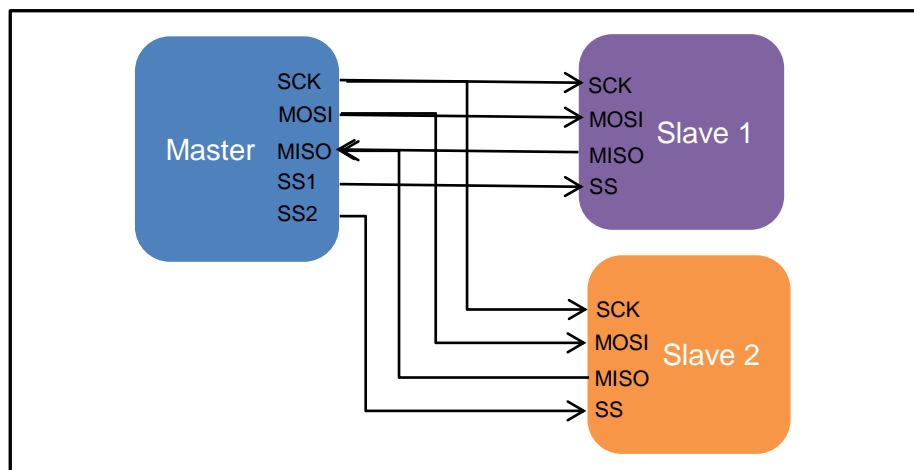 Master
SCK
MOSI
MISO
SS1
SS2
SCK
MOSI
MISO
SS
Slave 1
SCK
MOSI
MISO
SS
Slave 2